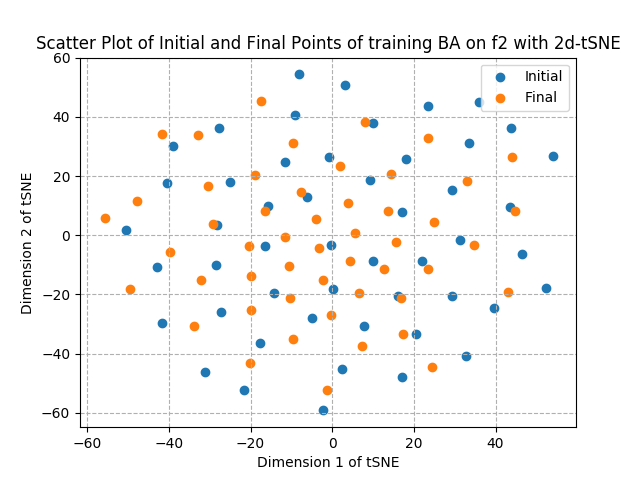 Scatter Plot of Initial and Final Points of training BA on f2 with 2d-tSNE
Initial
Final
60
40
20
0
−20
−40
−60
Dimension 2 of tSNE
−60 −40 −20 0 20 40
Dimension 1 of tSNE